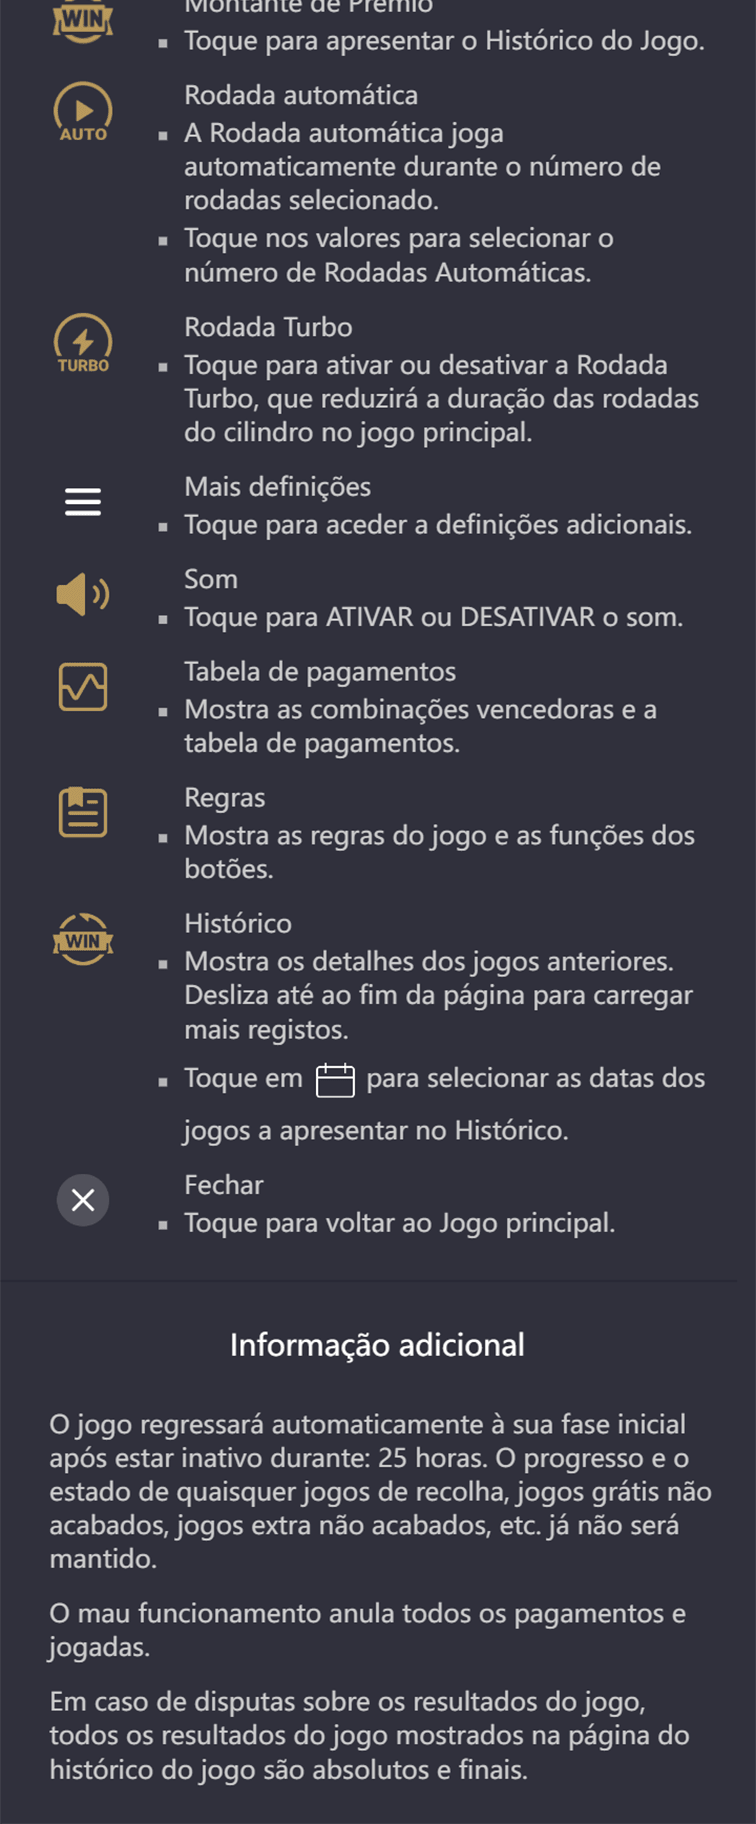 Montante de Prémio
WIN
Toque para apresentar o Histórico do Jogo.
Rodada automática
AUTO
A Rodada automática joga
automaticamente durante o número de
rodadas selecionado.
Toque nos valores para selecionar o
número de Rodadas Automáticas.
Rodada Turbo
TURBO
Toque para ativar ou desativar a Rodada
Turbo, que reduzirá a duração das rodadas
do cilindro no jogo principal.
Mais definições
Toque para aceder a definições adicionais.
Som
Toque para ATIVAR ou DESATIVAR o som.
Tabela de pagamentos
Mostra as combinações vencedoras e a
tabela de pagamentos.
Regras
Mostra as regras do jogo e as funções dos
botões.
Histórico
WIN
Mostra os detalhes dos jogos anteriores.
Desliza até ao fim da página para carregar
mais registos.
Toque em para selecionar as datas dos
jogos a apresentar no Histórico.
Fechar
Toque para voltar ao Jogo principal.
Informação adicional
O jogo regressará automaticamente à sua fase inicial
após estar inativo durante: 25 horas. O progresso e o
estado de quaisquer jogos de recolha, jogos grátis não
acabados, jogos extra não acabados, etc. já não será
mantido.
O mau funcionamento anula todos os pagamentos e
jogadas.
Em caso de disputas sobre os resultados do jogo,
todos os resultados do jogo mostrados na página do
histórico do jogo são absolutos e finais.